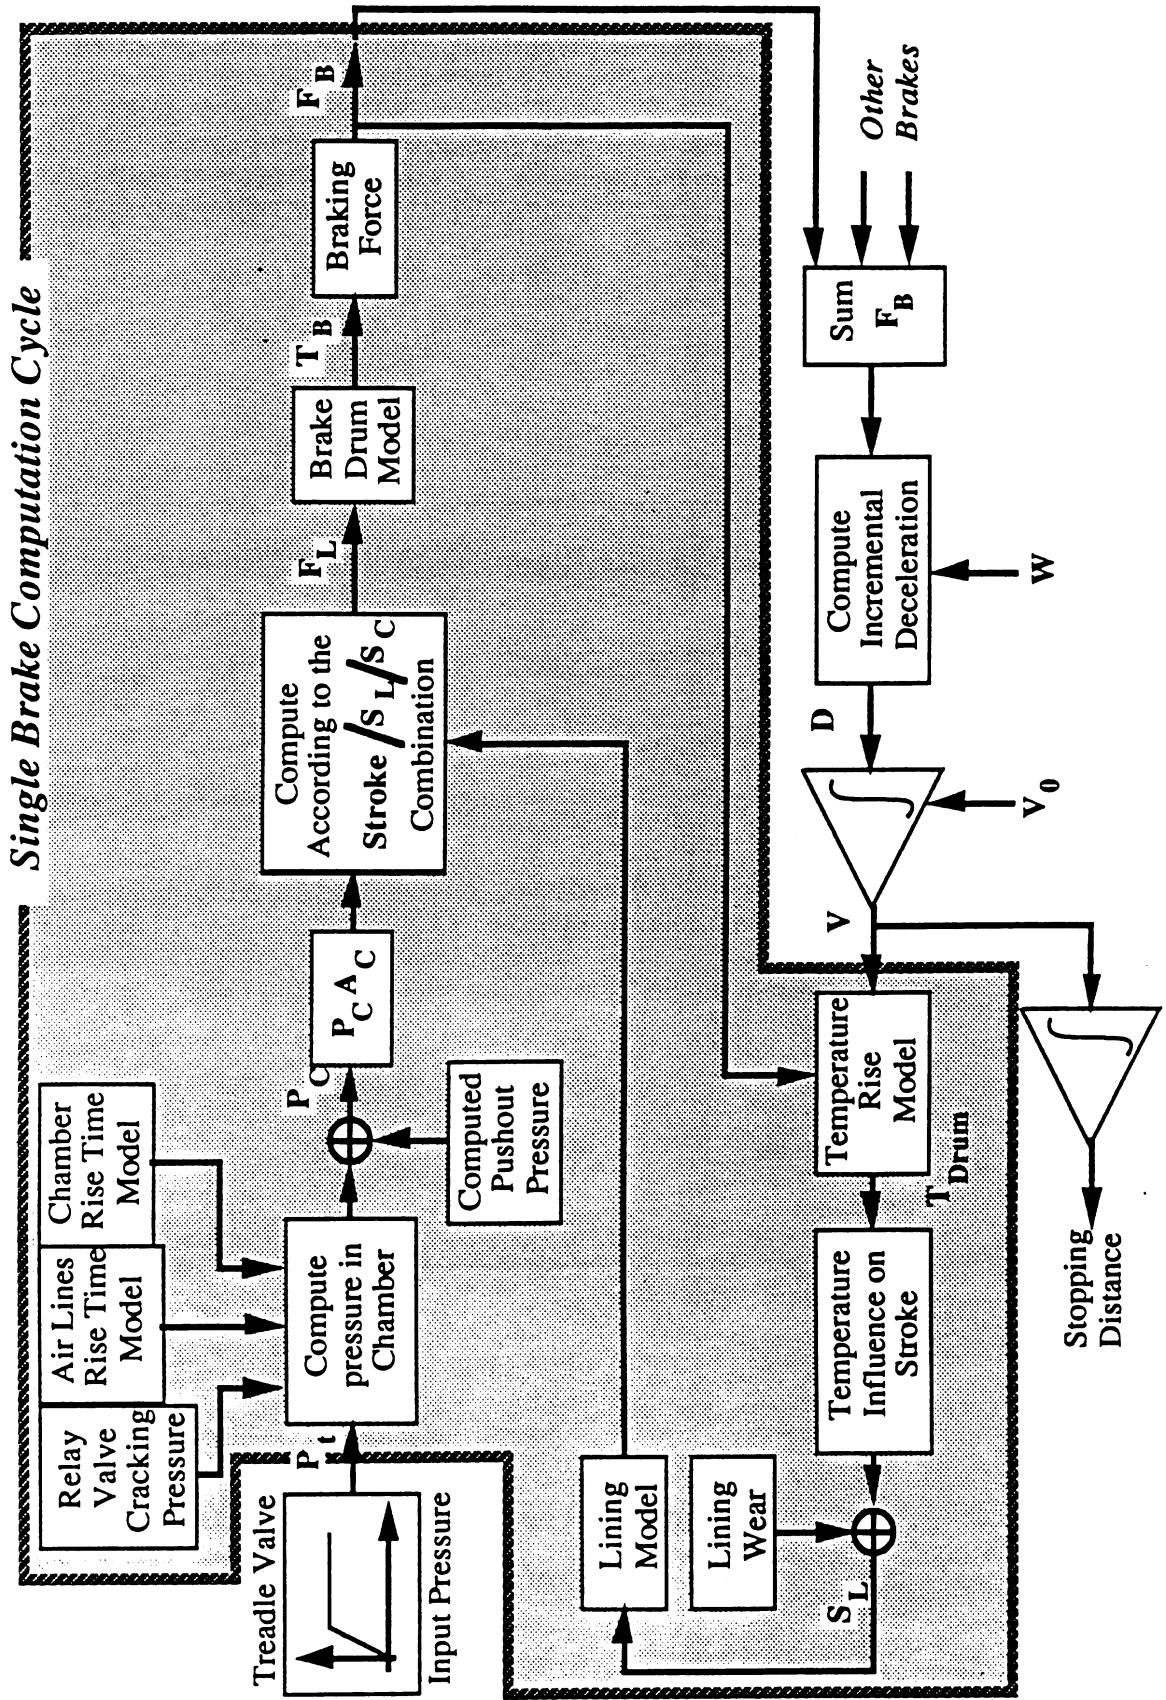 Single Brake Computation Cycle
Relay
Valve
Cracking
Pressure
Air Lines
Rise Time
Model
Chamber
Rise Time
Model
Treadle Valve
Input Pressure
P t
Compute
pressure in
Chamber
Computed
Pushout
Pressure
P C
P C A C
Compute
According to the
Stroke /S L/S C
Combination
F L
Brake
Drum
Model
T B
Braking
Force
F B
Lining
Model
Lining
Wear
S L
Temperature
Influence on
Stroke
T Drum
Temperature
Rise
Model
V
V 0
D
Compute
Incremental
Deceleration
W
Sum
F B
Other
Brakes
Stopping
Distance